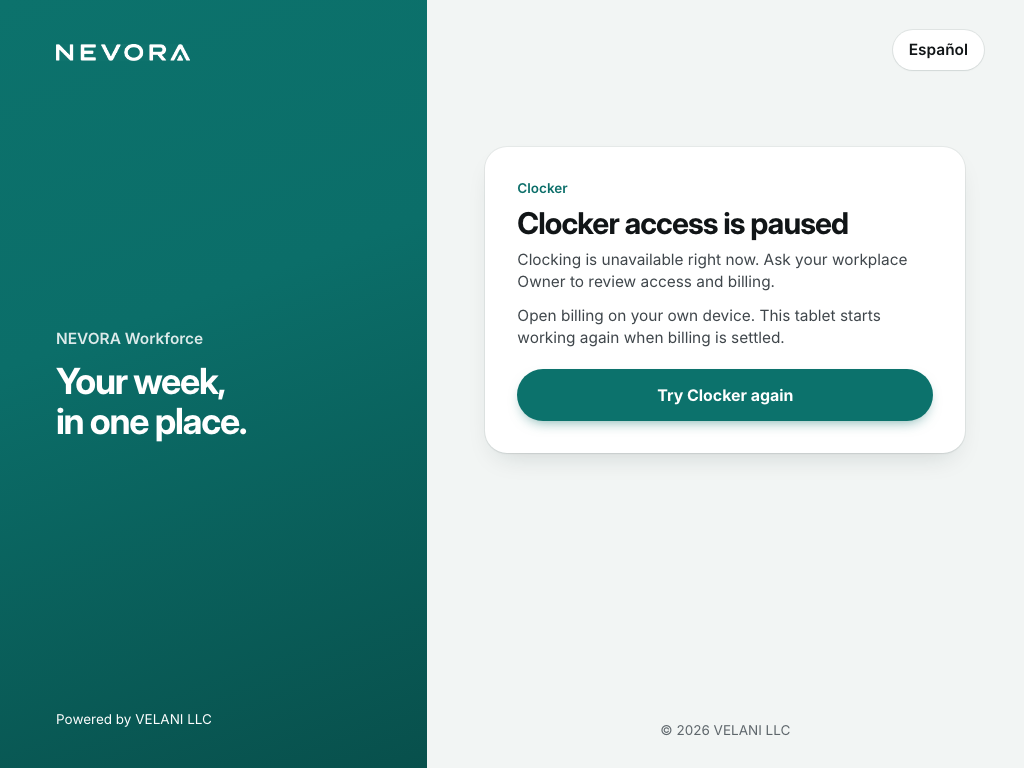 NEVORA
Español
Clocker
Clocker access is paused
Clocking is unavailable right now. Ask your workplace
Owner to review access and billing.
Open billing on your own device. This tablet starts
working again when billing is settled.
Try Clocker again
NEVORA Workforce
Your week,
in one place.
Powered by VELANI LLC
© 2026 VELANI LLC